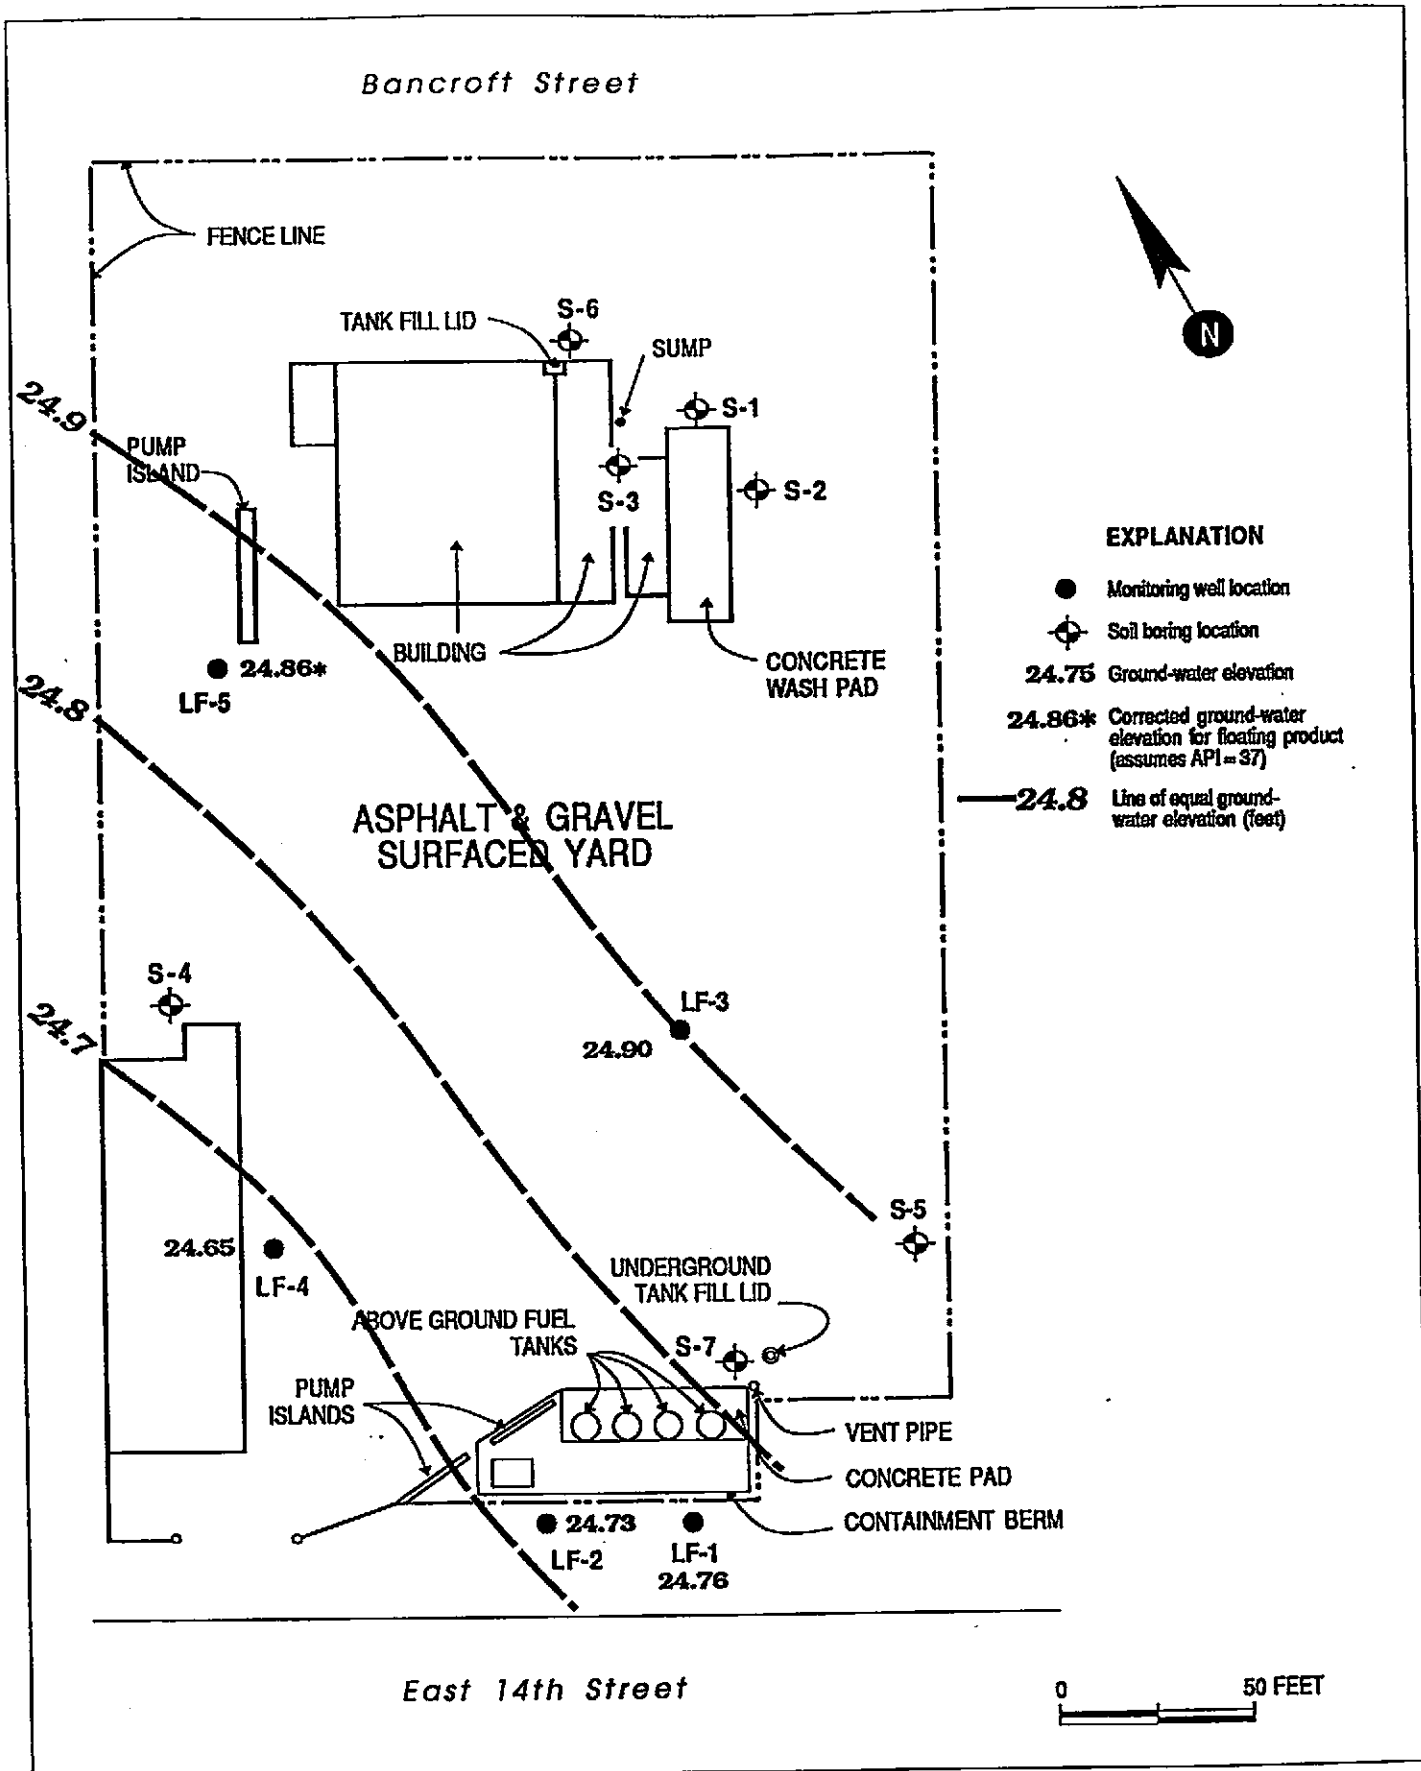 Bancroft Street
FENCE LINE
TANK FILL LID
S-6
SUMP
S-1
S-2
S-3
N
24.9
PUMP
ISLAND
EXPLANATION
Monitoring well location
Soil boring location
24.75 Ground-water elevation
24.86* Corrected ground-water
elevation for floating product
(assumes API = 37)
24.8 Line of equal ground-
water elevation (feet)
BUILDING
CONCRETE
WASH PAD
24.86*
LF-5
24.8
ASPHALT & GRAVEL
SURFACED YARD
S-4
24.7
LF-3
24.90
S-5
24.65
LF-4
UNDERGROUND
TANK FILL LID
ABOVE GROUND FUEL
TANKS
S-7
PUMP
ISLANDS
VENT PIPE
CONCRETE PAD
CONTAINMENT BERM
24.73
LF-2
LF-1
24.76
East 14th Street
0 50 FEET